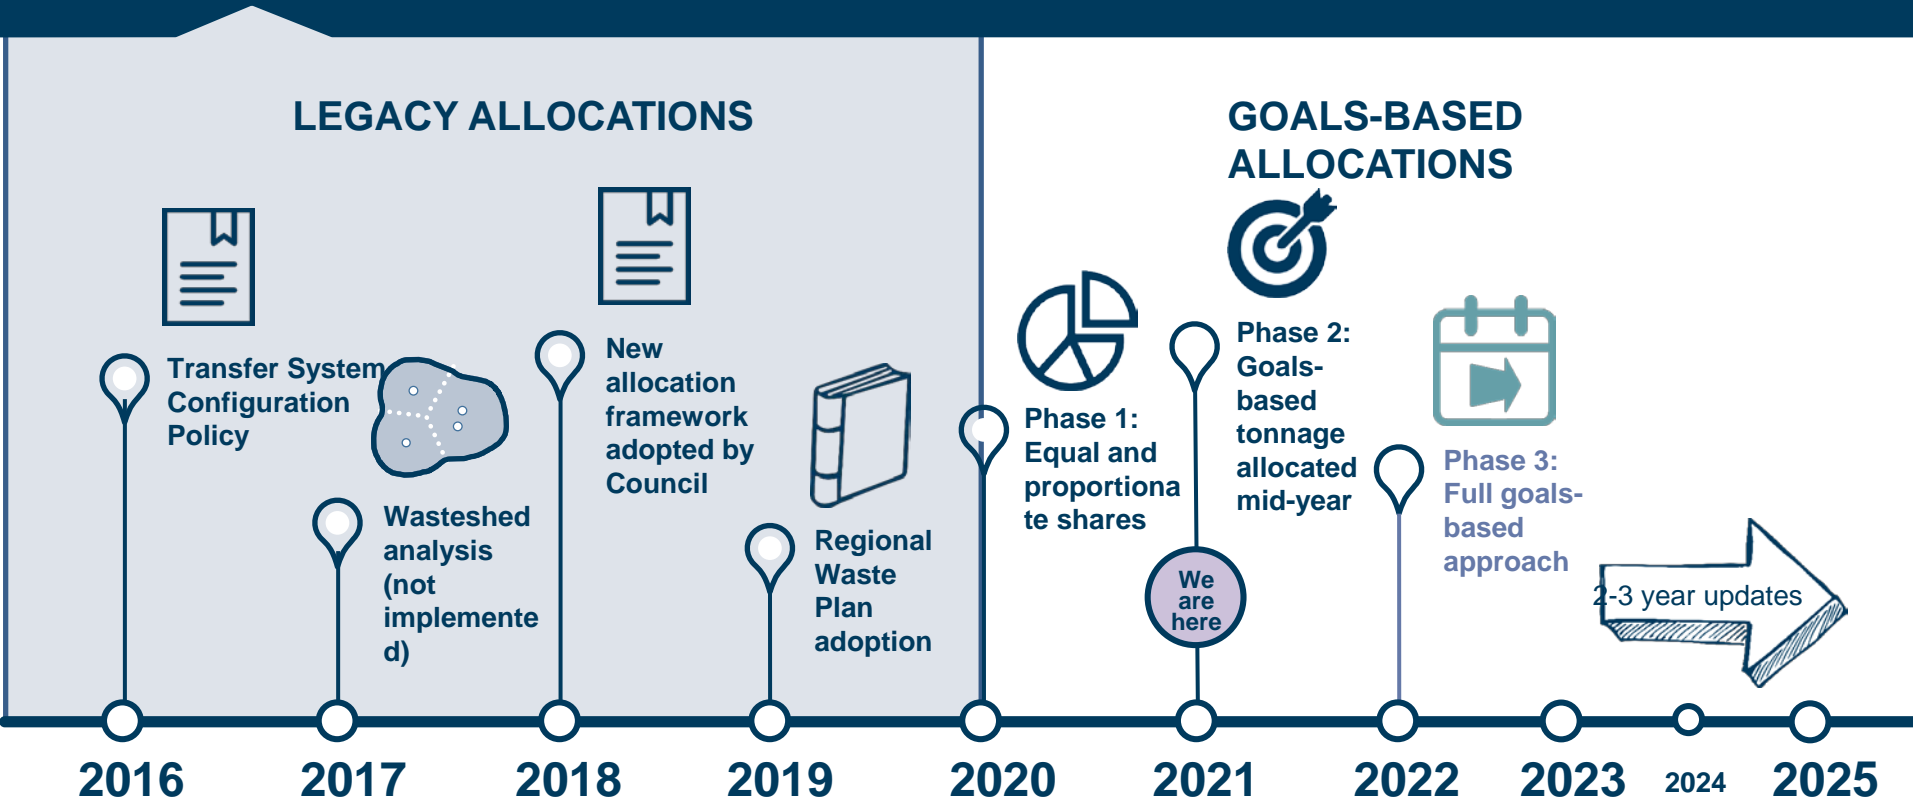 LEGACY ALLOCATIONS
GOALS-BASED
ALLOCATIONS
Transfer System
Configuration
Policy
Wasteshed
analysis
(not
implemente
d)
New
allocation
framework
adopted by
Council
Regional
Waste
Plan
adoption
Phase 1:
Equal and
proportiona
te shares
Phase 2:
Goals-
based
tonnage
allocated
mid-year
We
are
here
Phase 3:
Full goals-
based
approach
2-3 year updates
2016
2017
2018
2019
2020
2021
2022
2023
2024
2025